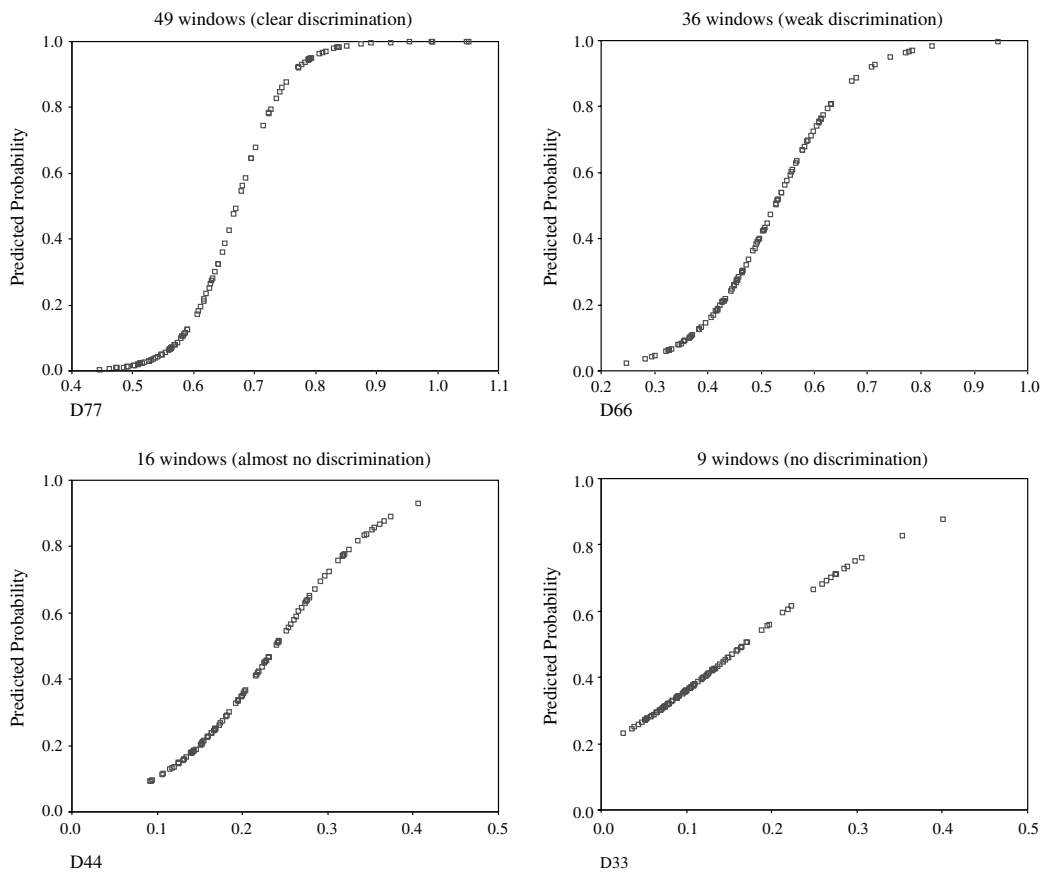 49 windows (clear discrimination)
Predicted Probability
1.0
0.8
0.6
0.4
0.2
0.0
0.4 0.5 0.6 0.7 0.8 0.9 1.0 1.1
D77
36 windows (weak discrimination)
Predicted Probability
1.0
0.8
0.6
0.4
0.2
0.0
0.2 0.3 0.4 0.5 0.6 0.7 0.8 0.9 1.0
D66
16 windows (almost no discrimination)
Predicted Probability
1.0
0.8
0.6
0.4
0.2
0.0
0.0 0.1 0.2 0.3 0.4 0.5
D44
9 windows (no discrimination)
Predicted Probability
1.0
0.8
0.6
0.4
0.2
0.0
0.0 0.1 0.2 0.3 0.4 0.5
D33